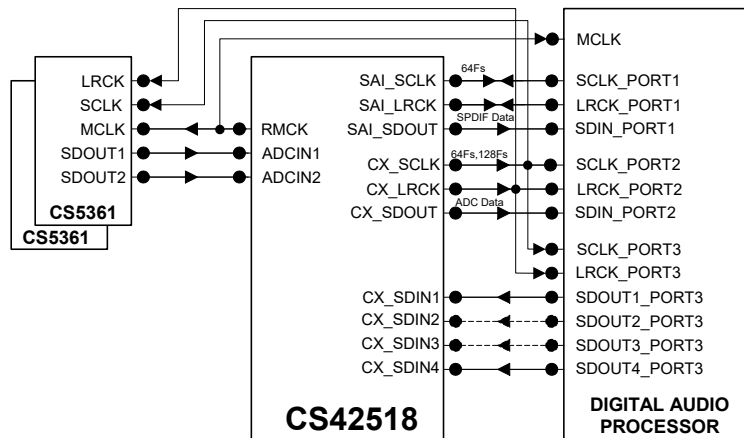 LRCK
SCLK
MCLK
SDOUT1
SDOUT2
CS5361
CS5361
RMCK
ADCIN1
ADCIN2
SAI_SCLK
SAI_LRCK
SAI_SDOUT
CX_SCLK
CX_LRCK
CX_SDOUT
CX_SDIN1
CX_SDIN2
CX_SDIN3
CX_SDIN4
CS42518
64Fs
SPDIF Data
64Fs,128Fs
ADC Data
MCLK
SCLK_PORT1
LRCK_PORT1
SDIN_PORT1
SCLK_PORT2
LRCK_PORT2
SDIN_PORT2
SCLK_PORT3
LRCK_PORT3
SDOUT1_PORT3
SDOUT2_PORT3
SDOUT3_PORT3
SDOUT4_PORT3
DIGITAL AUDIO
PROCESSOR